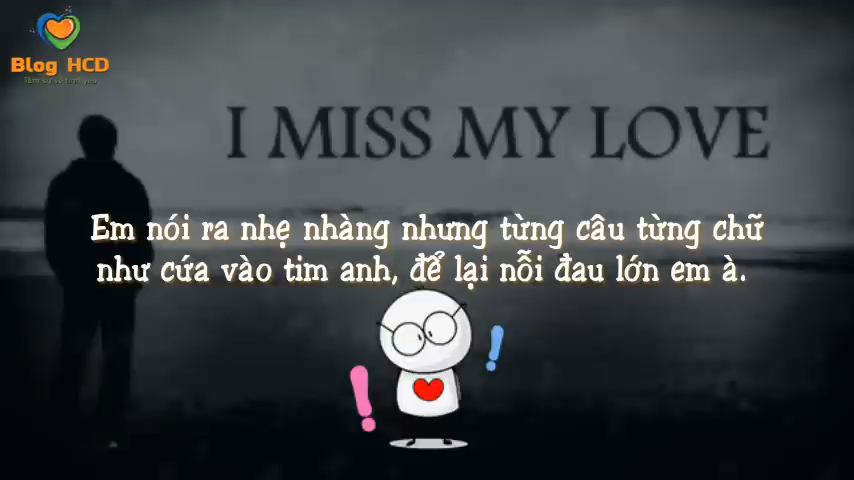 Blog HCD
I MISS MY LOVE
Em nói ra nhẹ nhàng nhưng từng câu từng chữ
như cứa vào tim anh, để lại nỗi đau lớn em à.